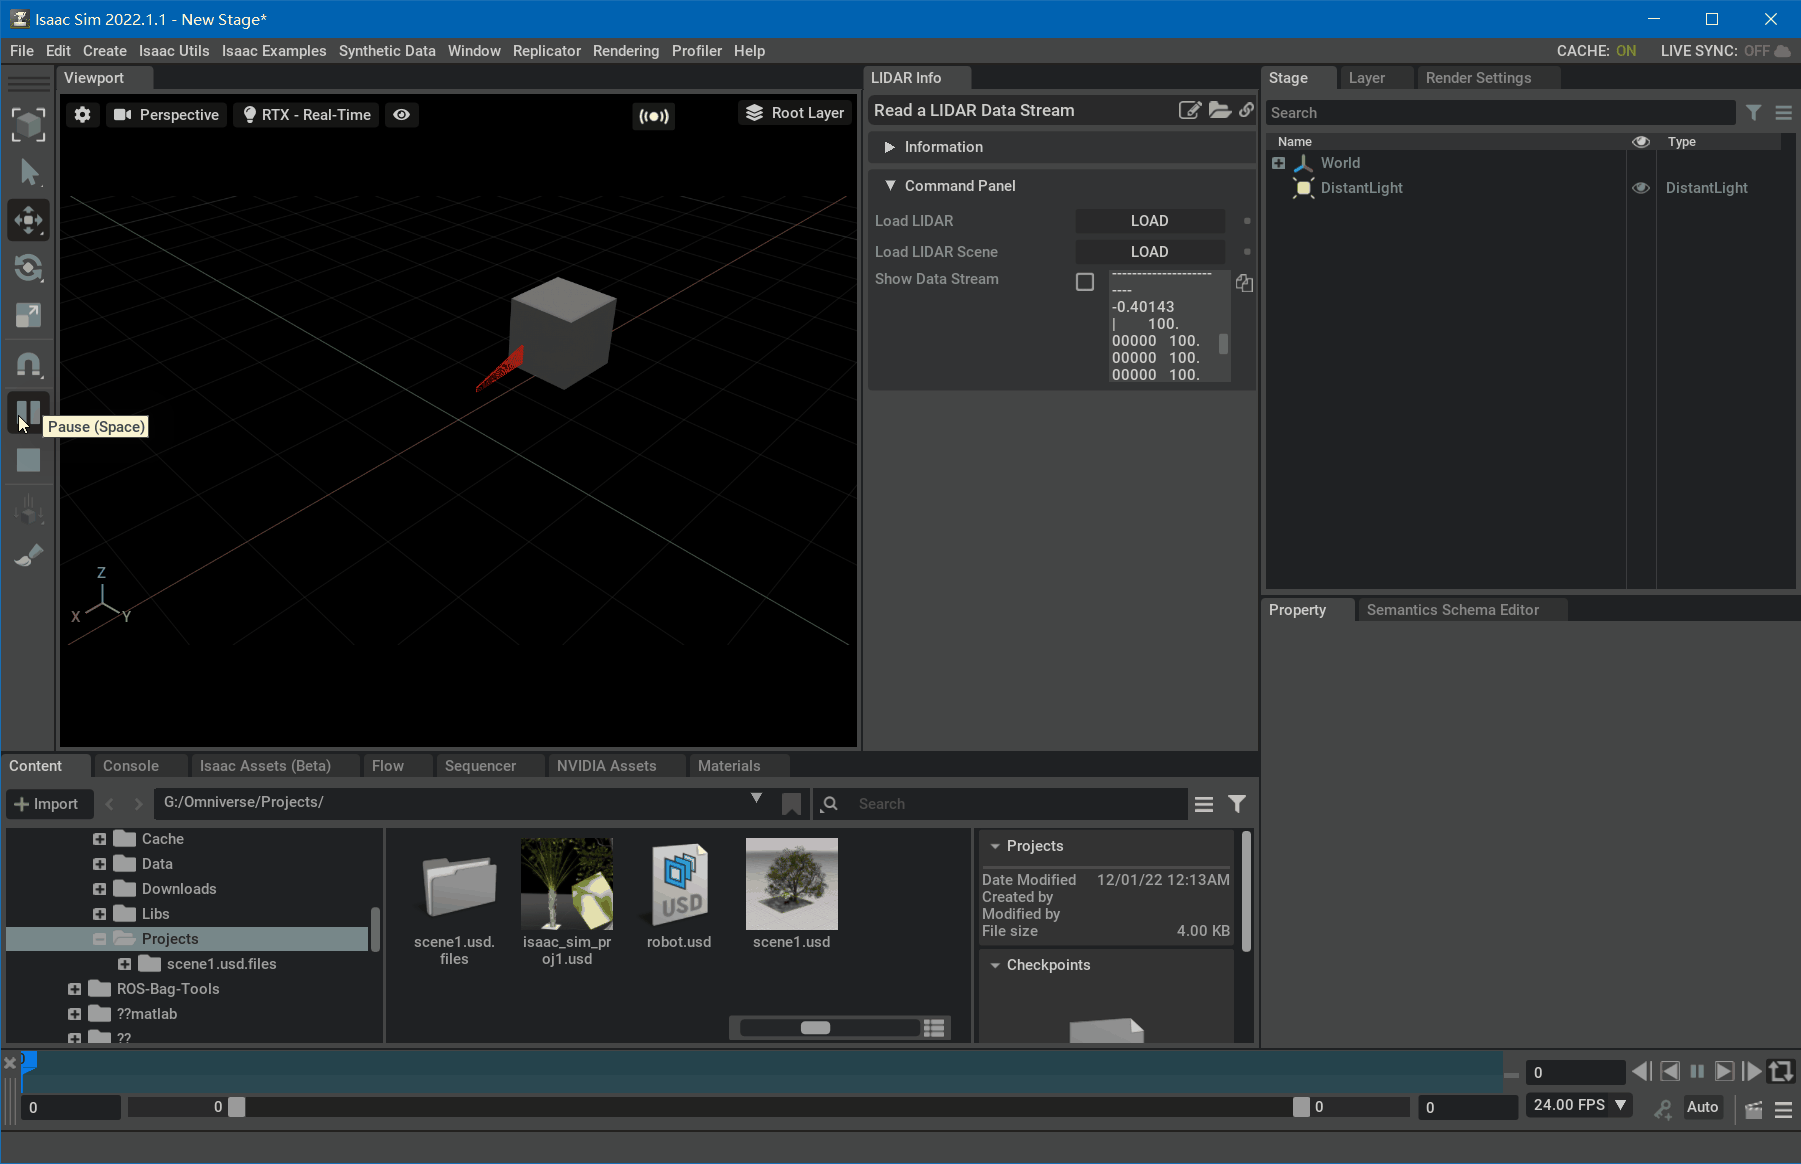 Isaac Sim 2022.1.1 - New Stage*
File Edit Create Isaac Utils Isaac Examples Synthetic Data Window Replicator Rendering Profiler Help
CACHE: ON LIVE SYNC: OFF
Viewport
Perspective
RTX - Real-Time
Root Layer
Pause (Space)
Z
X
Y
LIDAR Info
Read a LIDAR Data Stream
Information
Command Panel
Load LIDAR LOAD
Load LIDAR Scene LOAD
Show Data Stream
--------------------
----
-0.40143
| 100.
00000 100.
00000 100.
00000 100.
Stage Layer Render Settings
Search
Name Type
World
DistantLight DistantLight
Property Semantics Schema Editor
Content Console Isaac Assets (Beta) Flow Sequencer NVIDIA Assets Materials
+ Import G:/Omniverse/Projects/ Search
Cache
Data
Downloads
Libs
Projects
scene1.usd.files
ROS-Bag-Tools
??matlab
??
scene1.usd.
files
isaac_sim_pr
oj1.usd
USD
robot.usd
scene1.usd
Projects
Date Modified 12/01/22 12:13AM
Created by
Modified by
File size 4.00 KB
Checkpoints
0
0 0 0 0 24.00 FPS Auto